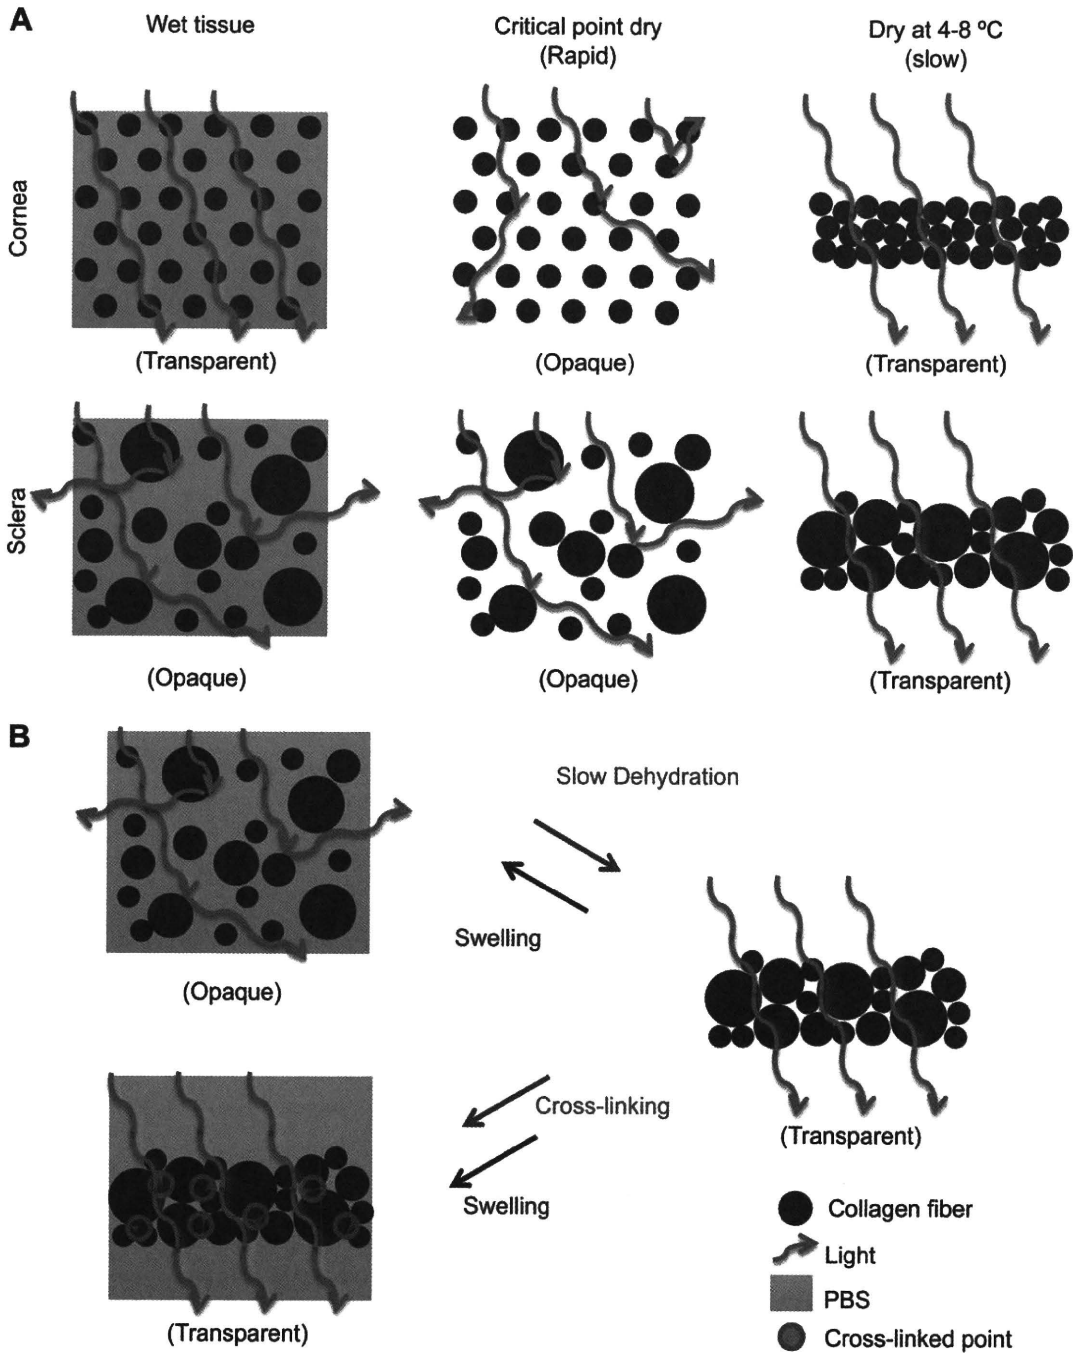 A
Wet tissue
Critical point dry
(Rapid)
Dry at 4-8 ºC
(slow)
Cornea
(Transparent)
(Opaque)
(Transparent)
Sclera
(Opaque)
(Opaque)
(Transparent)
B
Slow Dehydration
Swelling
(Opaque)
Cross-linking
Swelling
(Transparent)
(Transparent)
Collagen fiber
Light
PBS
Cross-linked point